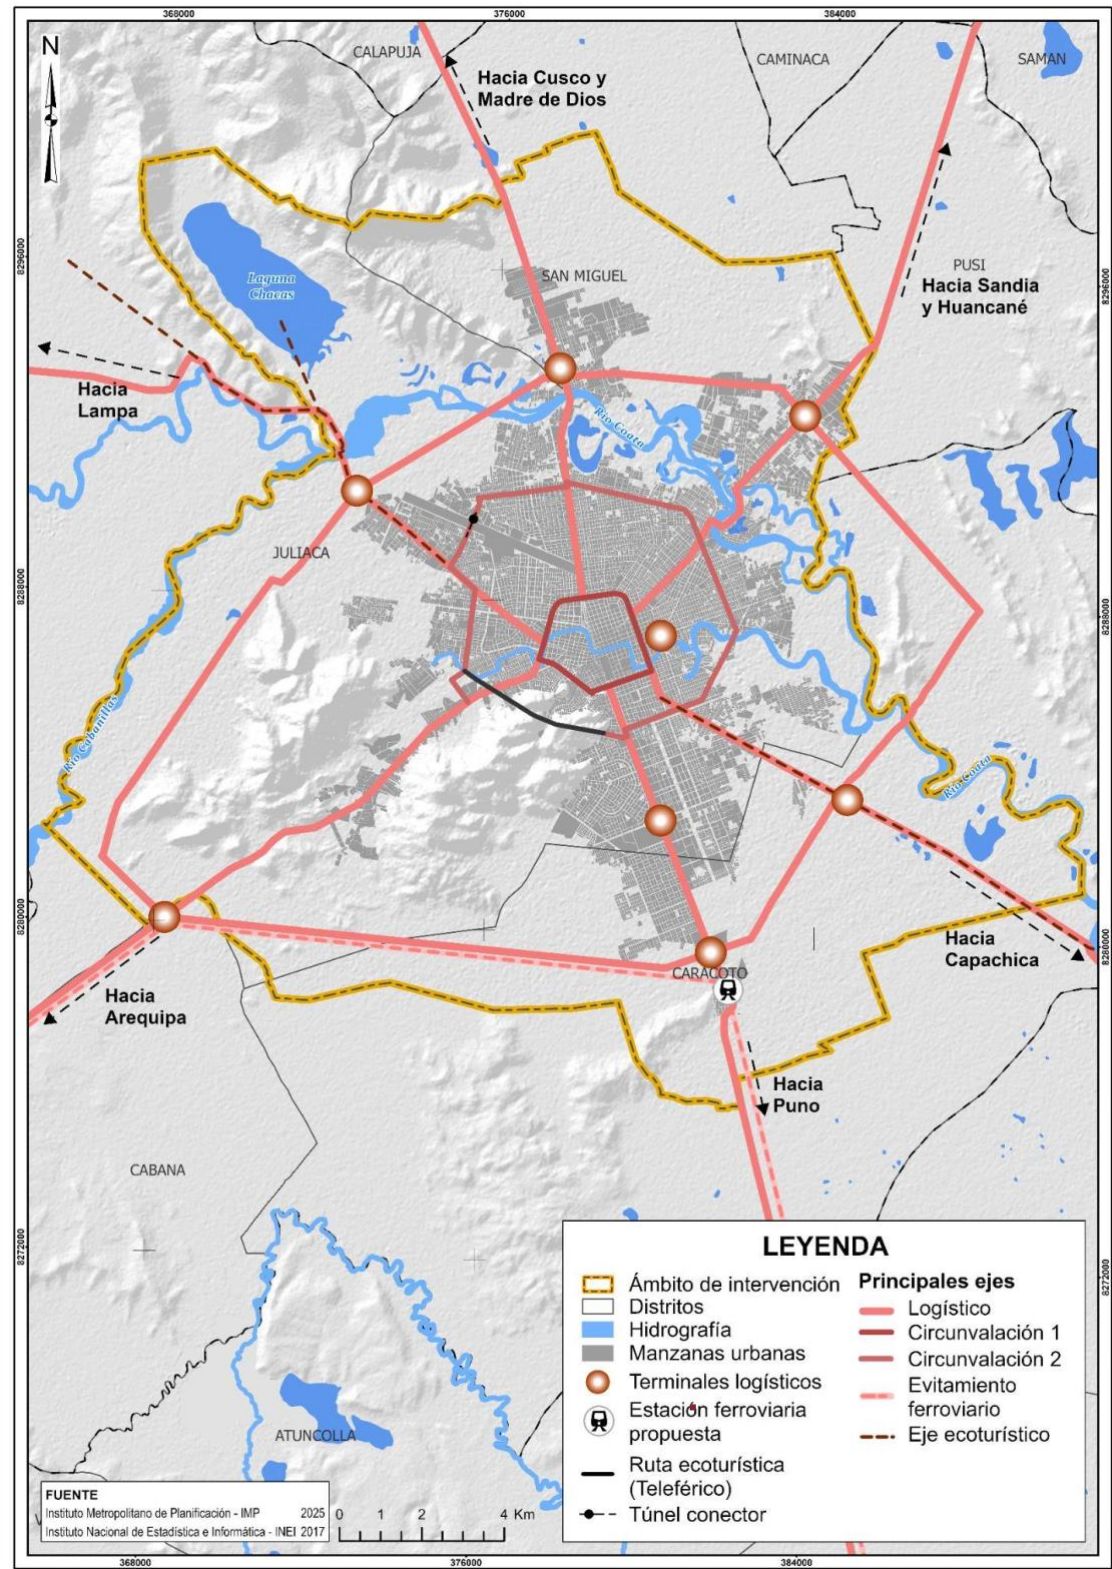 368000
376000
384000
N
CALAPUJA
CAMINACA
SAMAN
Hacia Cusco y
Madre de Dios
8296000
8296000
SAN MIGUEL
PUSI
Hacia Sandia
y Huancané
Laguna
Chacas
Hacia
Lampa
Río Coata
JULIACA
8288000
8288000
Río Cabanillas
Río Coata
8280000
8280000
Hacia
Capachica
CARACOTO
Hacia
Arequipa
Hacia
Puno
CABANA
8272000
8272000
ATUNCOLLA
LEYENDA
Ámbito de intervención
Distritos
Hidrografía
Manzanas urbanas
Terminales logísticos
Estación ferroviaria
propuesta
Ruta ecoturística
(Teleférico)
Túnel conector
Principales ejes
Logístico
Circunvalación 1
Circunvalación 2
Evitamiento
ferroviario
Eje ecoturístico
FUENTE
Instituto Metropolitano de Planificación - IMP 2025
Instituto Nacional de Estadística e Informática - INEI 2017
0 1 2 4 Km
368000
376000
384000